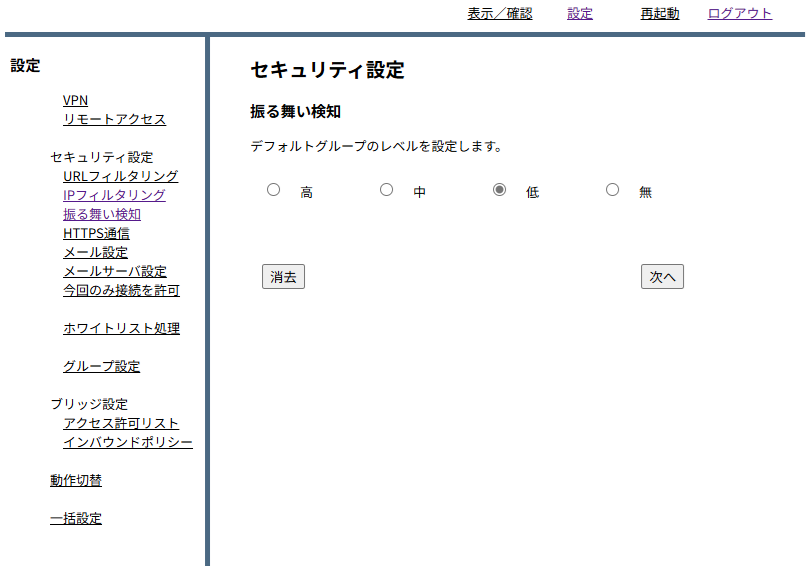 表示／確認 設定 再起動 ログアウト
設定
VPN
リモートアクセス
セキュリティ設定
URLフィルタリング
IPフィルタリング
振る舞い検知
HTTPS通信
メール設定
メールサーバ設定
今回のみ接続を許可
ホワイトリスト処理
グループ設定
ブリッジ設定
アクセス許可リスト
インバウンドポリシー
動作切替
一括設定
セキュリティ設定
振る舞い検知
デフォルトグループのレベルを設定します。
高 中 低 無
消去 次へ